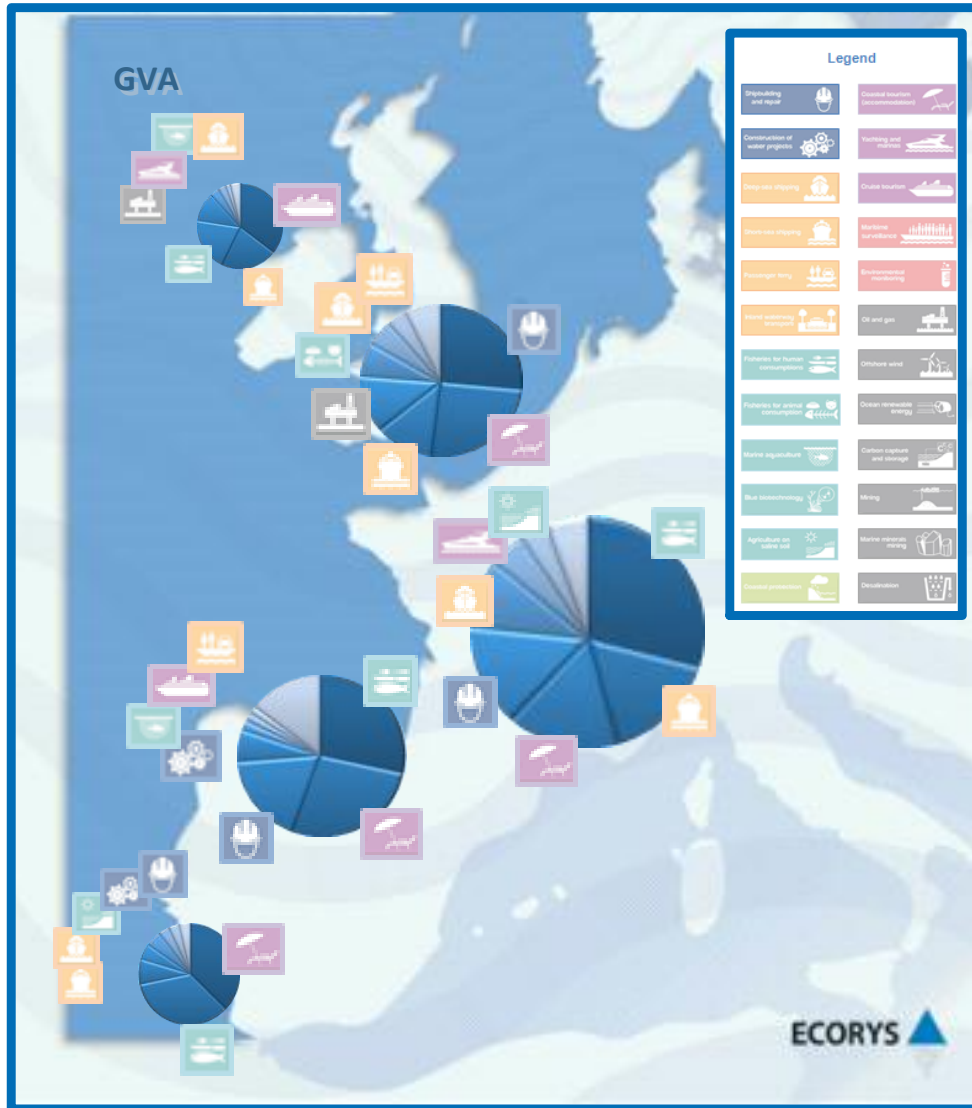 GVA
Legend
Shipbuilding
and repair
Coastal tourism
(accommodation)
Construction of
water projects
Yachting and
marinas
Deep-sea shipping
Cruise tourism
Short-sea shipping
Maritime
surveillance
Passenger ferry
Environmental
monitoring
Inland waterway
transport
Oil and gas
Fisheries for human
consumptions
Offshore wind
Fisheries for animal
consumption
Ocean renewable
energy
Marine aquaculture
Carbon capture
and storage
Blue biotechnology
Mining
Agriculture on
saline soil
Marine minerals
mining
Coastal protection
Desalination
ECORYS